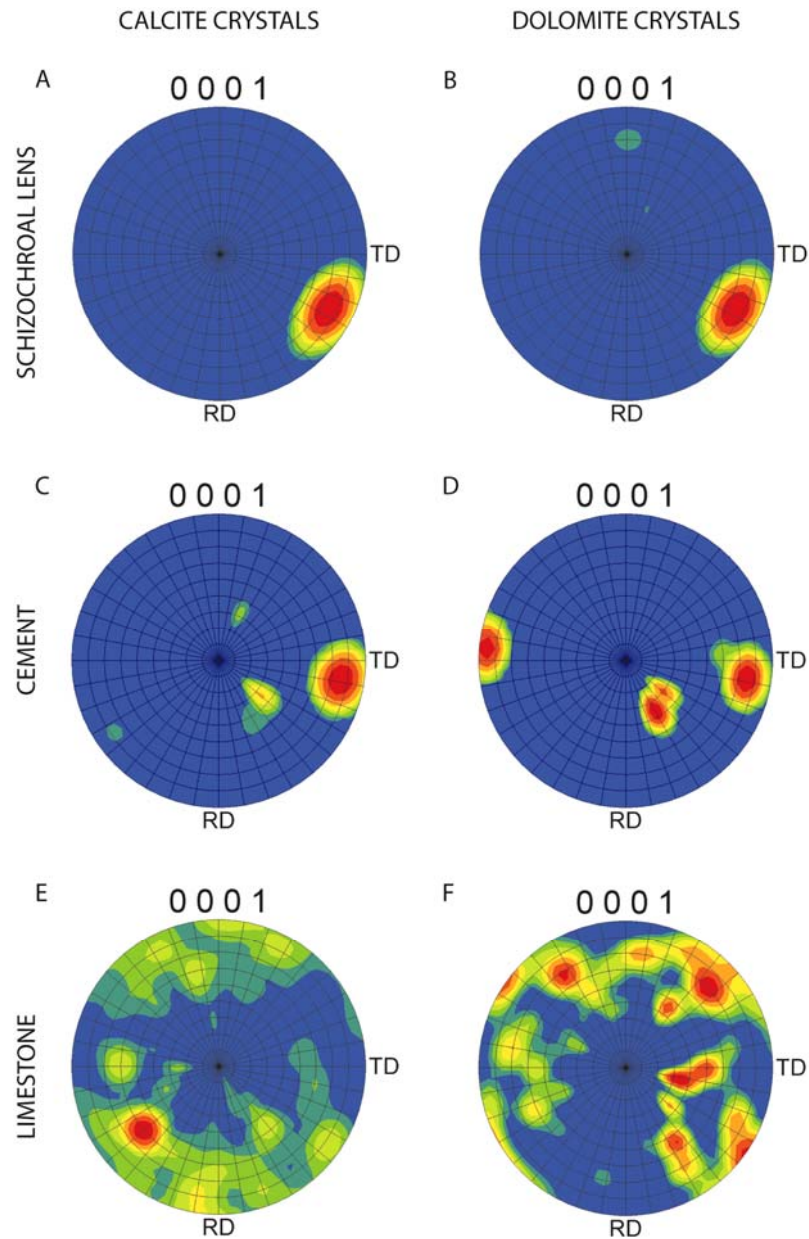 CALCITE CRYSTALS
DOLOMITE CRYSTALS
SCHIZOCHROAL LENS
A
0 0 0 1
TD
RD
B
0 0 0 1
TD
RD
CEMENT
C
0 0 0 1
TD
RD
D
0 0 0 1
TD
RD
LIMESTONE
E
0 0 0 1
TD
RD
F
0 0 0 1
TD
RD